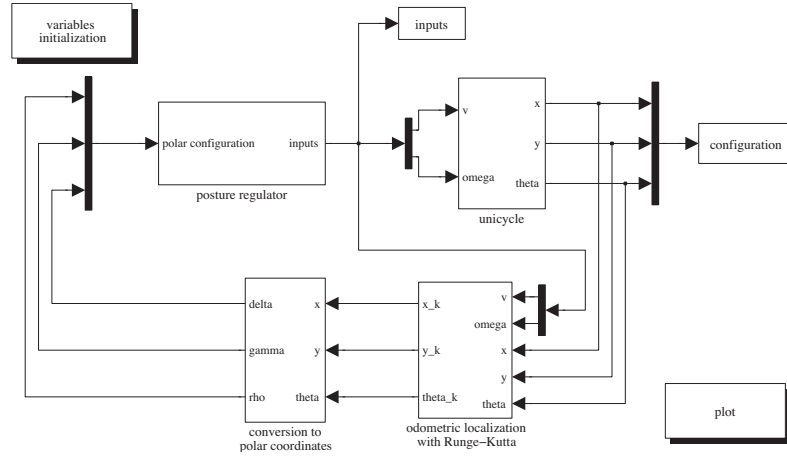 variables
initialization
inputs
polar configuration
inputs
posture regulator
v
omega
x
y
theta
unicycle
configuration
delta
gamma
rho
x
y
theta
conversion to
polar coordinates
x_k
y_k
theta_k
v
omega
x
y
theta
odometric localization
with Runge−Kutta
plot